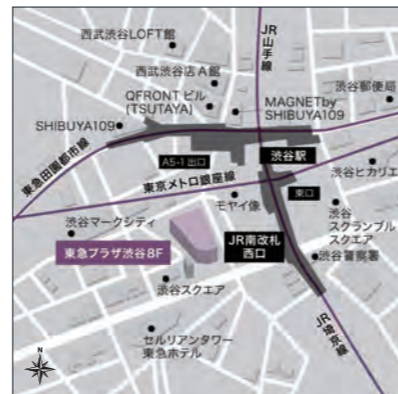 西武渋谷LOFT館
JR
山手線
西武渋谷店A館
QFRONTビル
[TSUTAYA]
渋谷郵便局
MAGNETby
SHIBUYA109
SHIBUYA109
A5-1出口
渋谷駅
東急田園都市線
東京メトロ銀座線
渋谷ヒカリエ
モヤイ像
東口
渋谷
スクランブル
スクエア
渋谷マークシティ
東急プラザ渋谷8F
JR南改札
西口
渋谷警察署
渋谷スクエア
JR埼京線
セルリアンタワー
東急ホテル
N